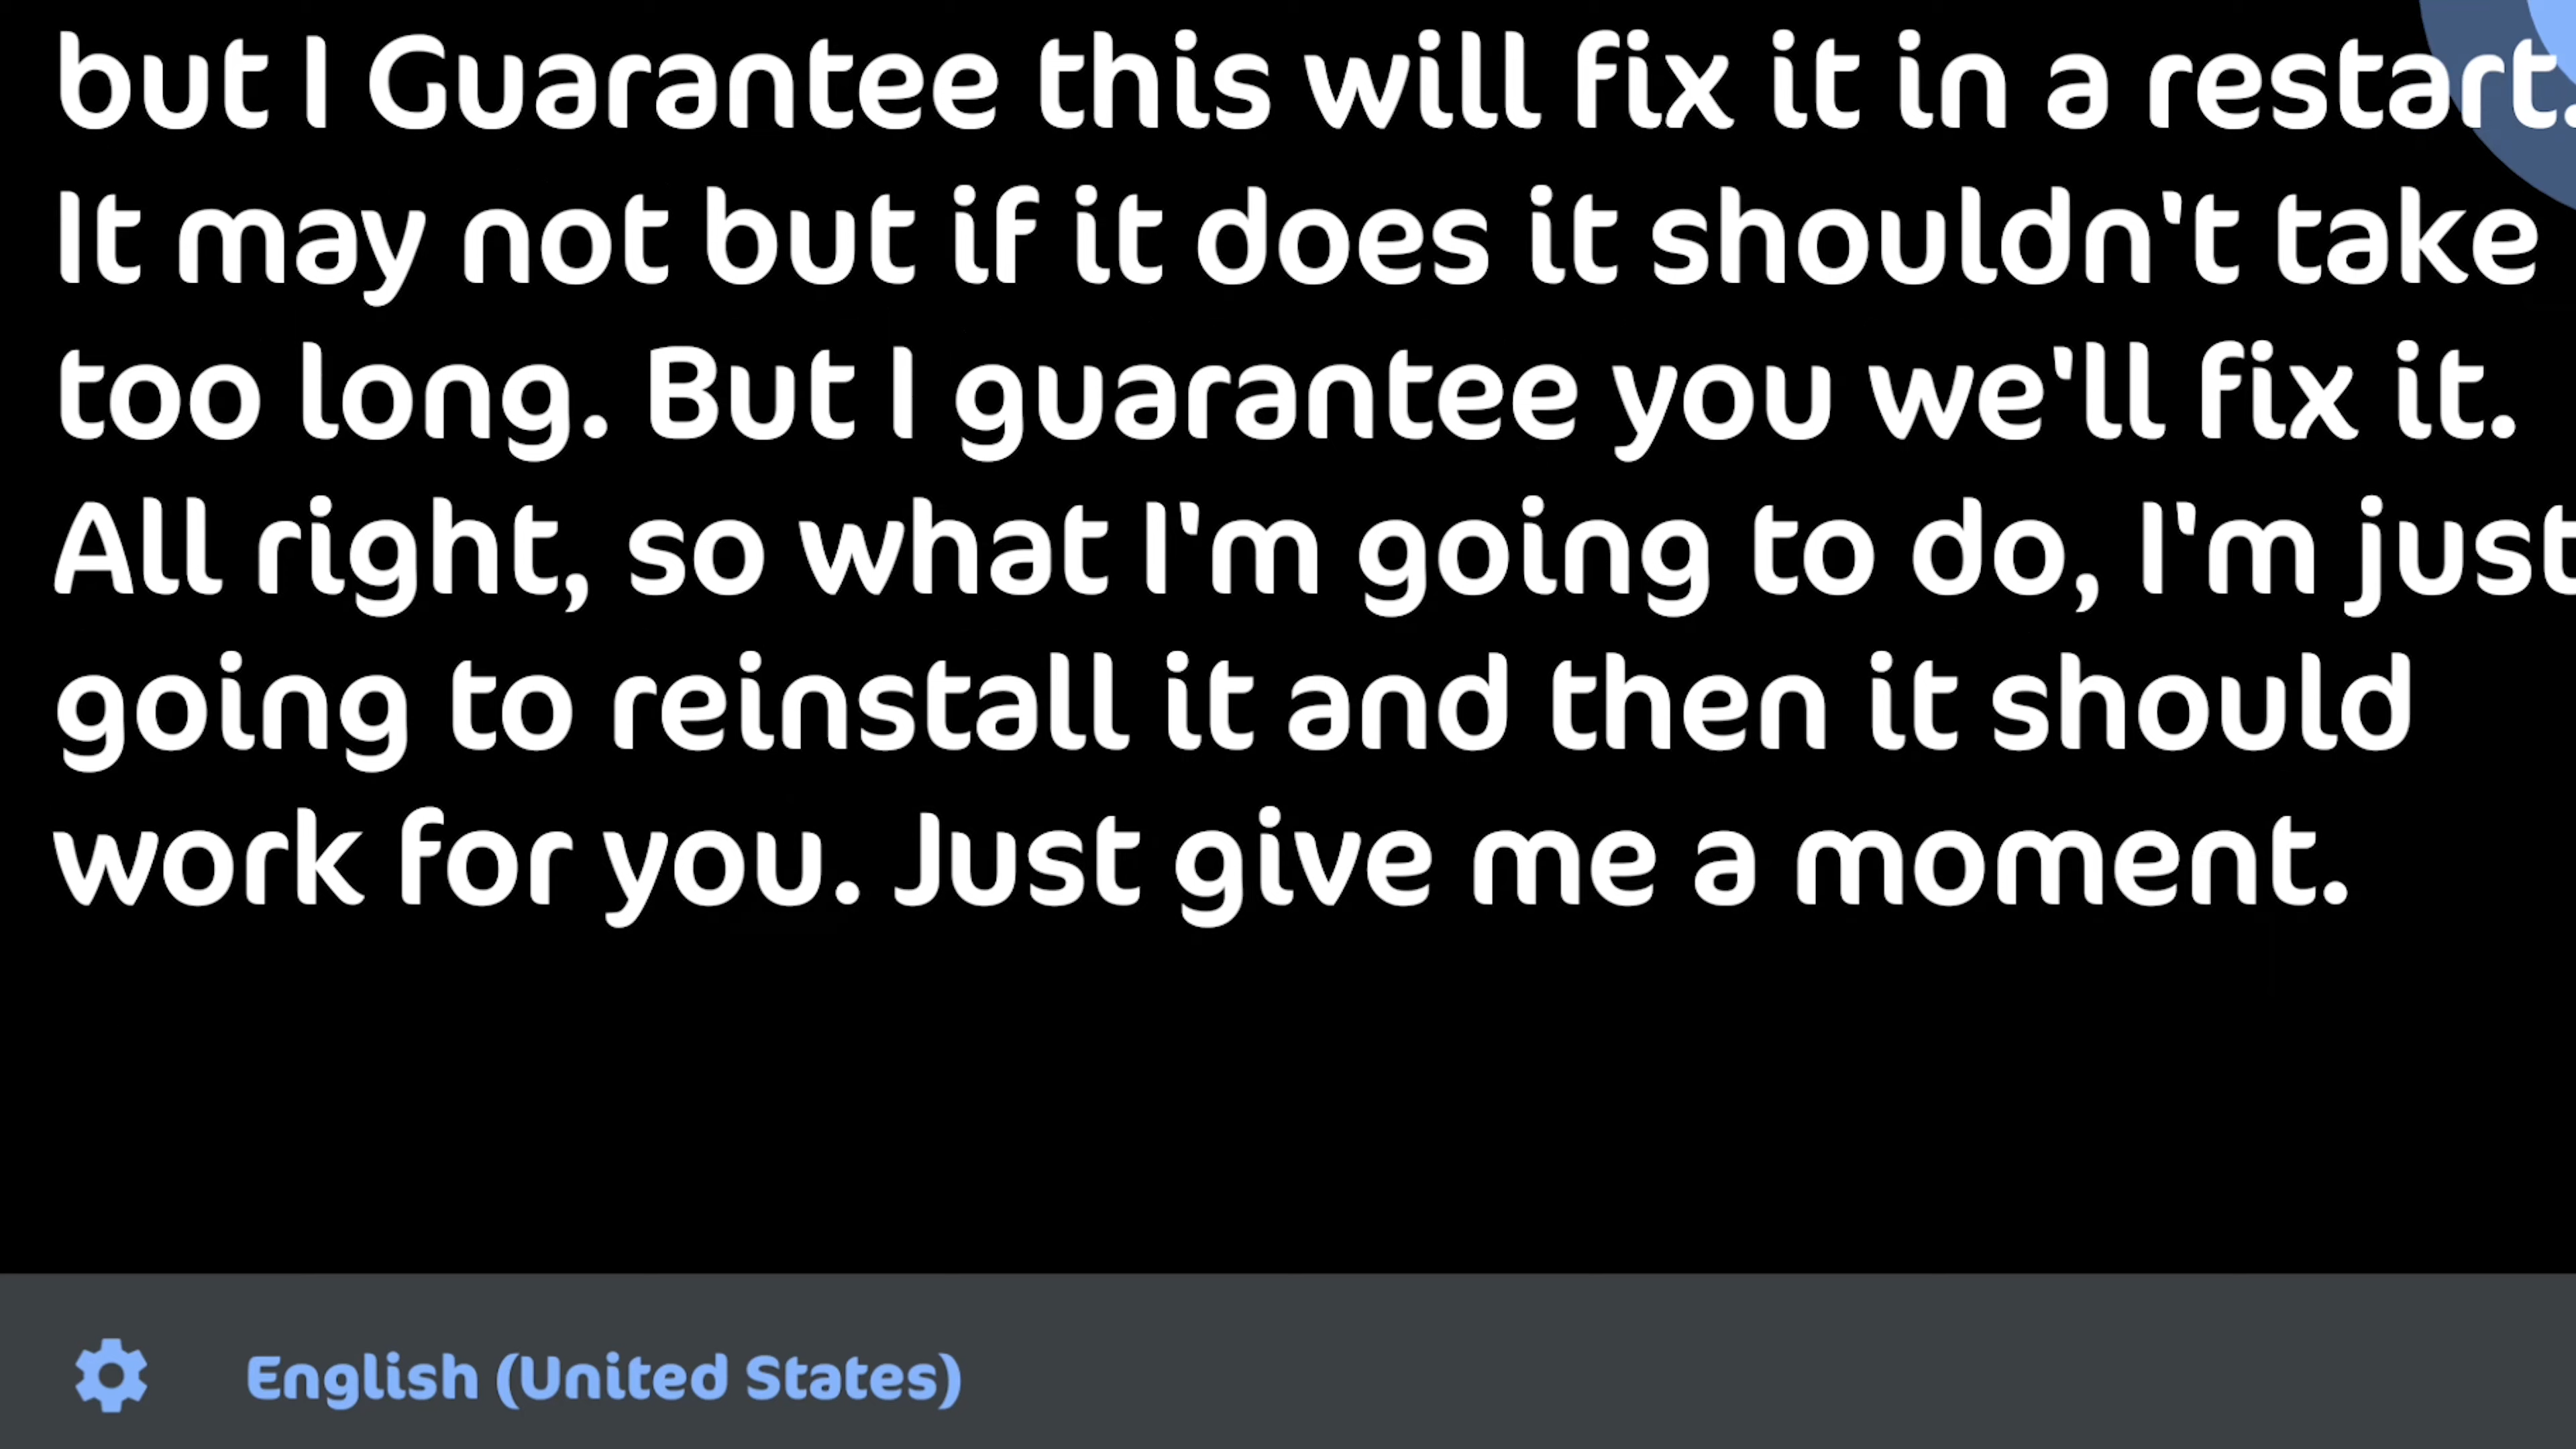 but I Guarantee this will fix it in a restart.
It may not but if it does it shouldn't take
too long. But I guarantee you we'll fix it.
All right, so what I'm going to do, I'm just
going to reinstall it and then it should
work for you. Just give me a moment.
English (United States)